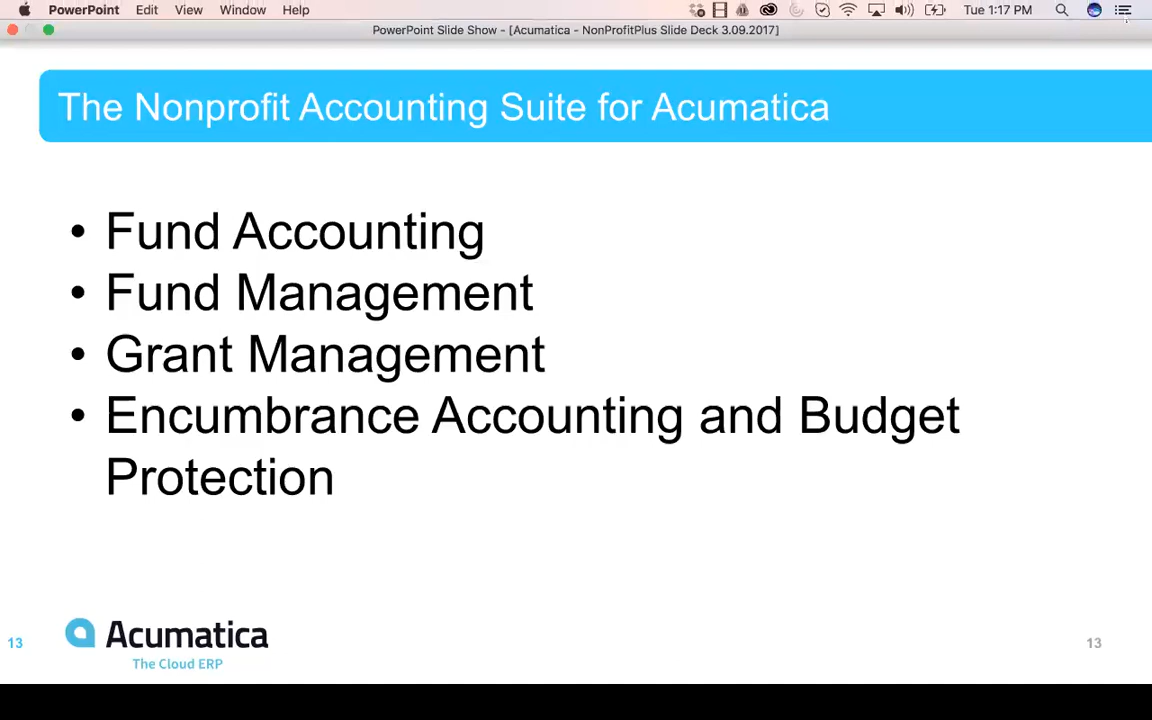 PowerPoint Edit View Window Help Tue 1:17 PM
PowerPoint Slide Show - [Acumatica - NonProfitPlus Slide Deck 3.09.2017]
The Nonprofit Accounting Suite for Acumatica
• Fund Accounting
• Fund Management
• Grant Management
• Encumbrance Accounting and Budget
Protection
13 Acumatica 13
The Cloud ERP